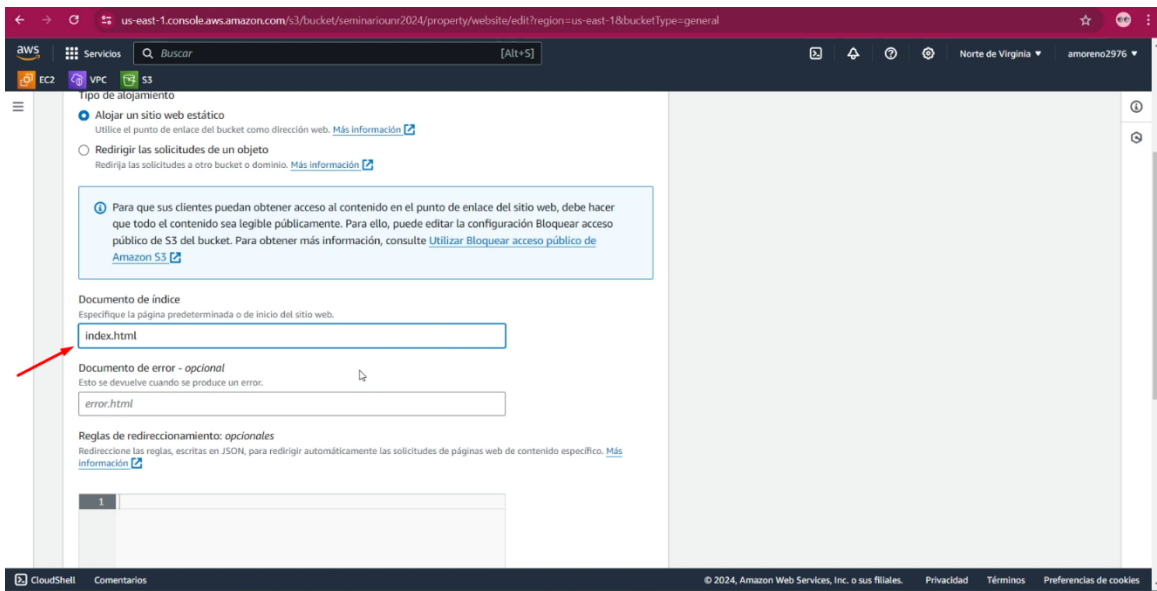 us-east-1.console.aws.amazon.com/s3/bucket/seminariounr2024/property/website/edit?region=us-east-1&bucketType=general
aws Servicios Buscar [Alt+S] Norte de Virginia amoreno2976
EC2 VPC S3
Tipo de alojamiento
Alojar un sitio web estático
Utilice el punto de enlace del bucket como dirección web. Más información
Redirigir las solicitudes de un objeto
Redirija las solicitudes a otro bucket o dominio. Más información
Para que sus clientes puedan obtener acceso al contenido en el punto de enlace del sitio web, debe hacer
que todo el contenido sea legible públicamente. Para ello, puede editar la configuración Bloquear acceso
público de S3 del bucket. Para obtener más información, consulte Utilizar Bloquear acceso público de
Amazon S3
Documento de índice
Especifique la página predeterminada o de inicio del sitio web.
index.html
Documento de error - opcional
Esto se devuelve cuando se produce un error.
error.html
Reglas de redireccionamiento: opcionales
Redireccione las reglas, escritas en JSON, para redirigir automáticamente las solicitudes de páginas web de contenido específico. Más
información
1
CloudShell Comentarios © 2024, Amazon Web Services, Inc. o sus filiales. Privacidad Términos Preferencias de cookies